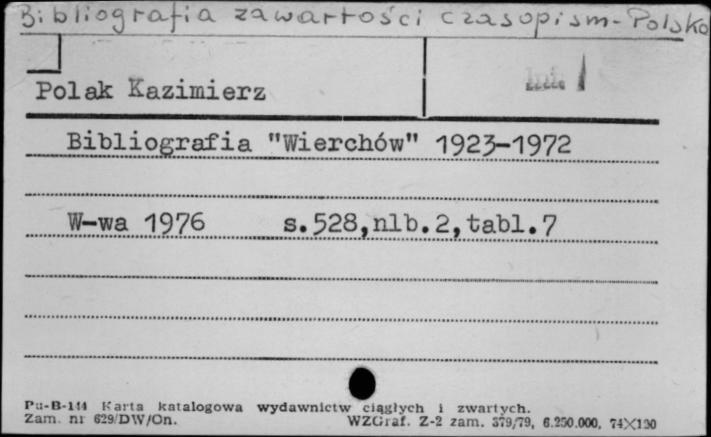 Bibliografia zawartości czasopism - Polska
Inf.
Polak Kazimierz
Bibliografia "Wierchów" 1923-1972
W-wa 1976 s.528,nlb.2,tabl.7
Pu-B-144 Karta katalogowa wydawnictw ciągłych i zwartych.
Zam. nr 629/DW/On. WZGraf. Z-2 zam. 379/79, 6.250.000, 74X130